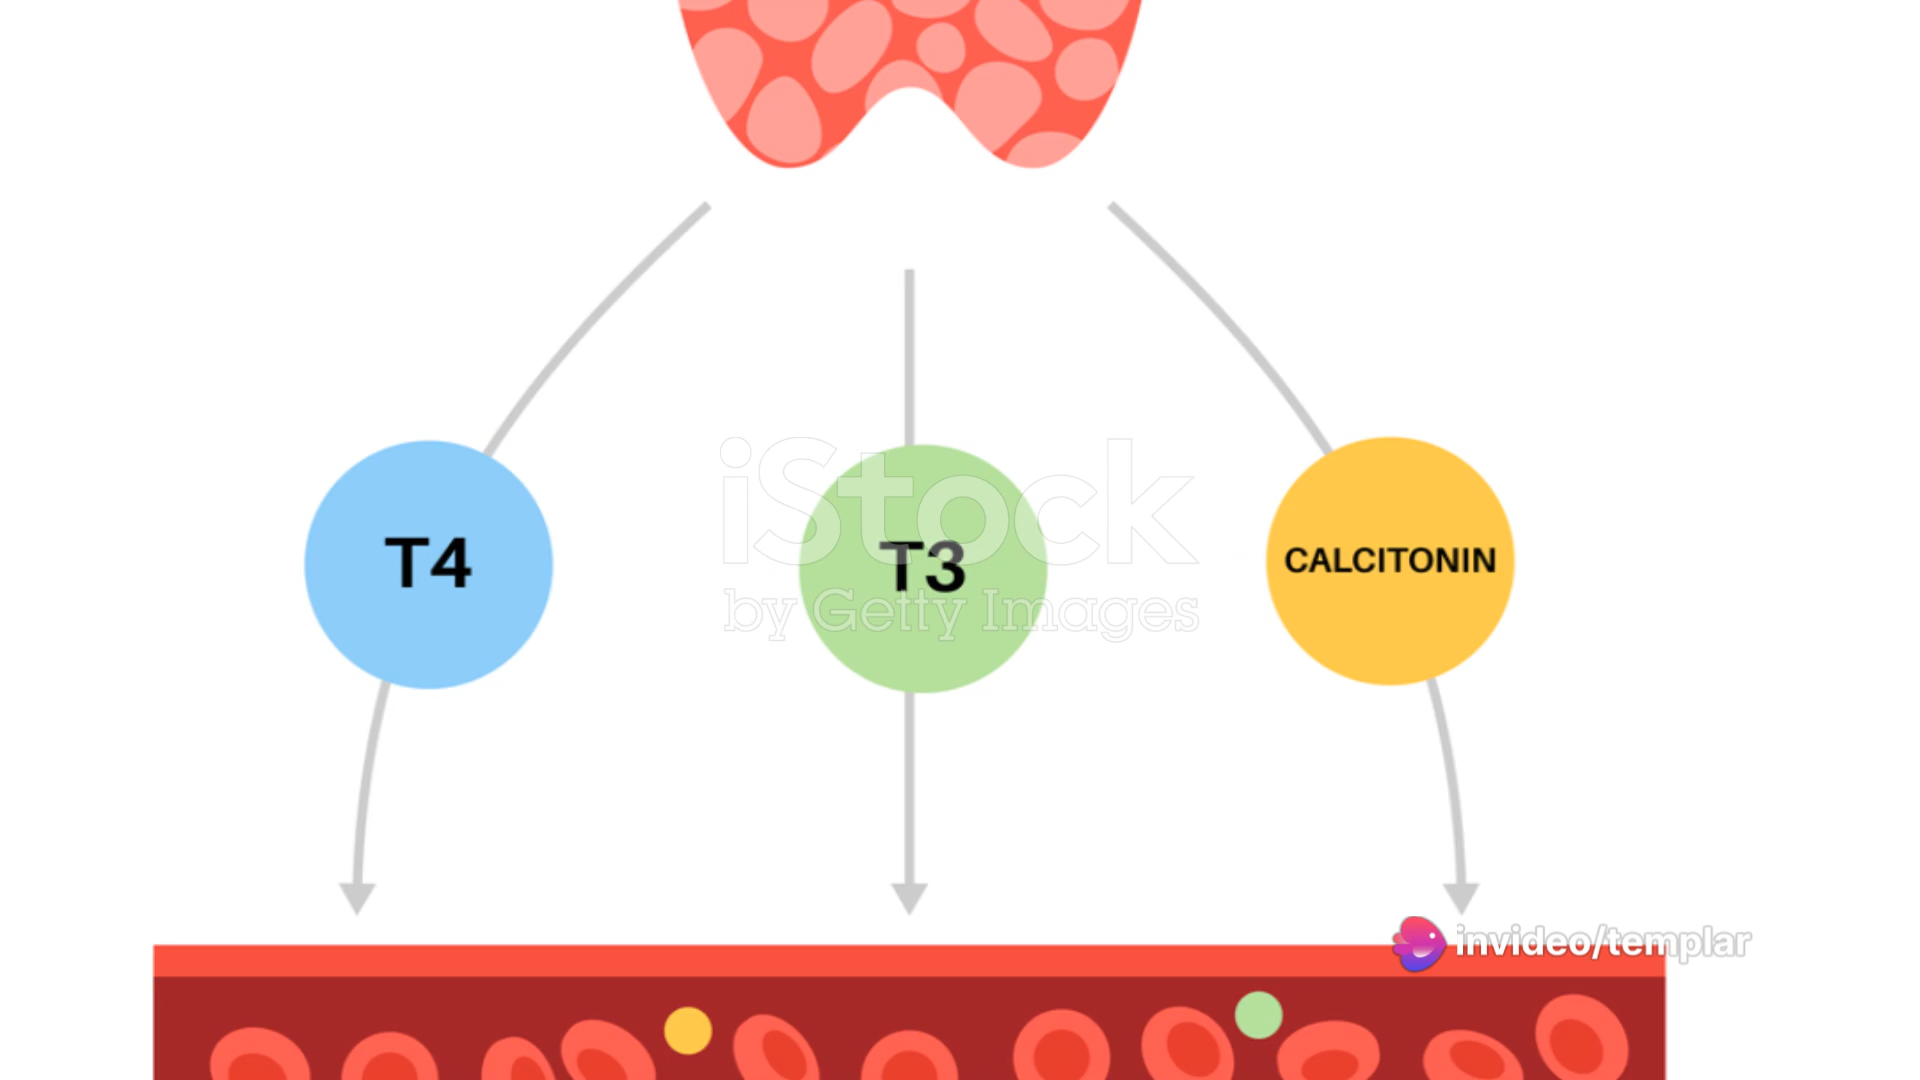 iStock
by Getty Images
T4
T3
CALCITONIN
invideo/templar